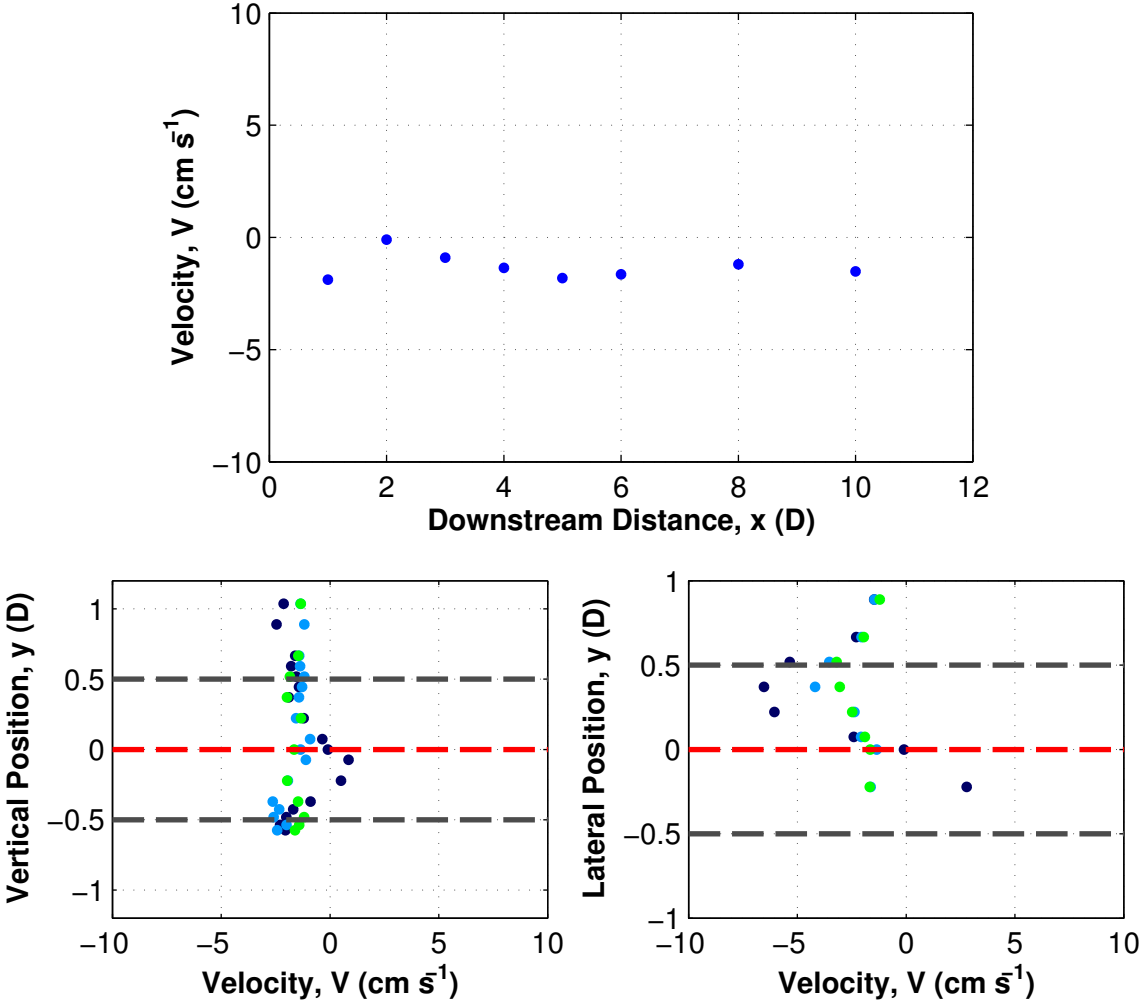 10
5
0
−5
−10
Velocity, V (cm s⁻¹)
0 2 4 6 8 10 12
Downstream Distance, x (D)
1
0.5
0
−0.5
−1
Vertical Position, y (D)
−10 −5 0 5 10
Velocity, V (cm s⁻¹)
1
0.5
0
−0.5
−1
Lateral Position, y (D)
−10 −5 0 5 10
Velocity, V (cm s⁻¹)